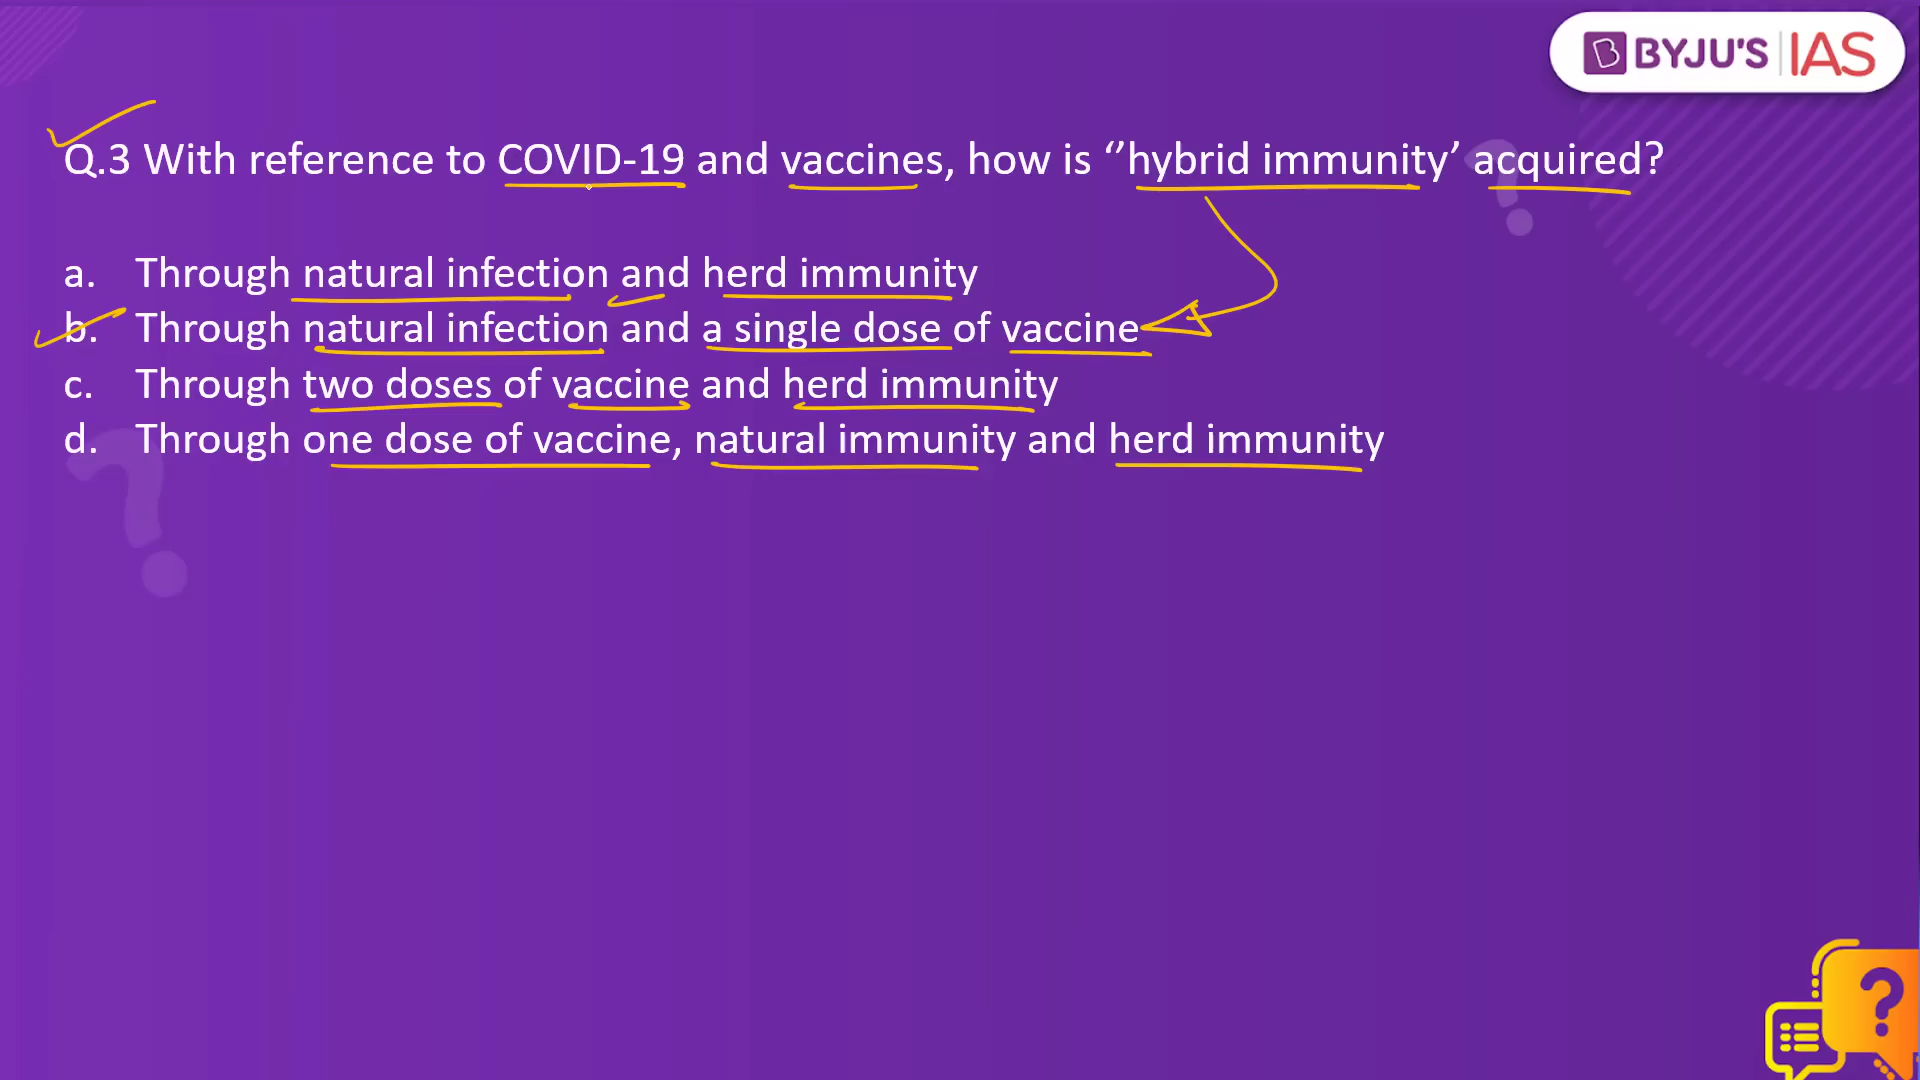 BYJU'S IAS
Q.3 With reference to COVID-19 and vaccines, how is ‘’hybrid immunity’ acquired?
a. Through natural infection and herd immunity
b. Through natural infection and a single dose of vaccine
c. Through two doses of vaccine and herd immunity
d. Through one dose of vaccine, natural immunity and herd immunity